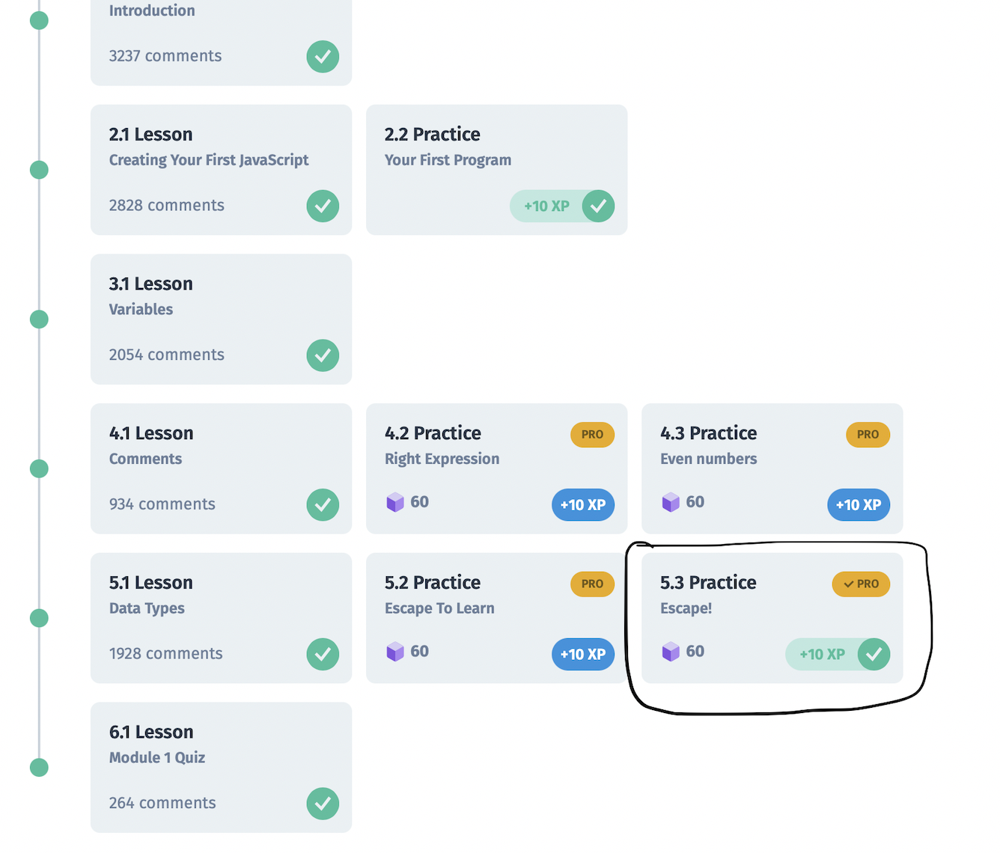 Introduction
3237 comments
2.1 Lesson
Creating Your First JavaScript
2828 comments
2.2 Practice
Your First Program
+10 XP
3.1 Lesson
Variables
2054 comments
4.1 Lesson
Comments
934 comments
4.2 Practice
PRO
Right Expression
60
+10 XP
4.3 Practice
PRO
Even numbers
60
+10 XP
5.1 Lesson
Data Types
1928 comments
5.2 Practice
PRO
Escape To Learn
60
+10 XP
5.3 Practice
PRO
Escape!
60
+10 XP
6.1 Lesson
Module 1 Quiz
264 comments